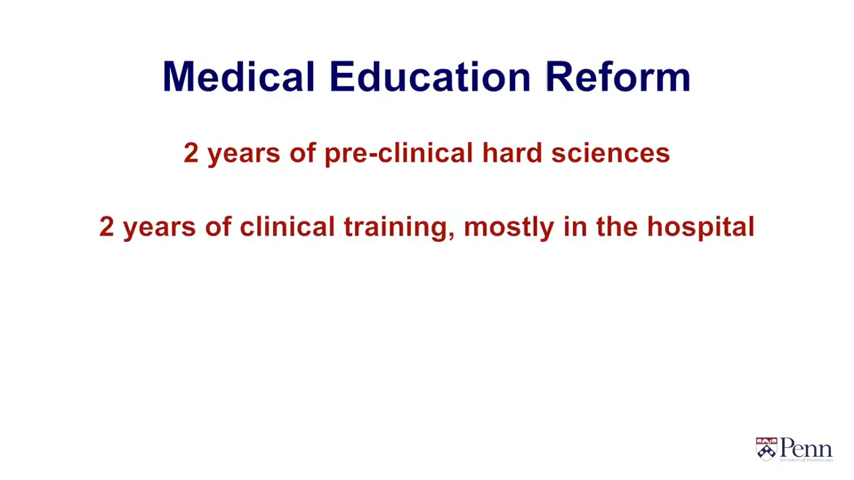 Medical Education Reform
2 years of pre-clinical hard sciences
2 years of clinical training, mostly in the hospital
Penn